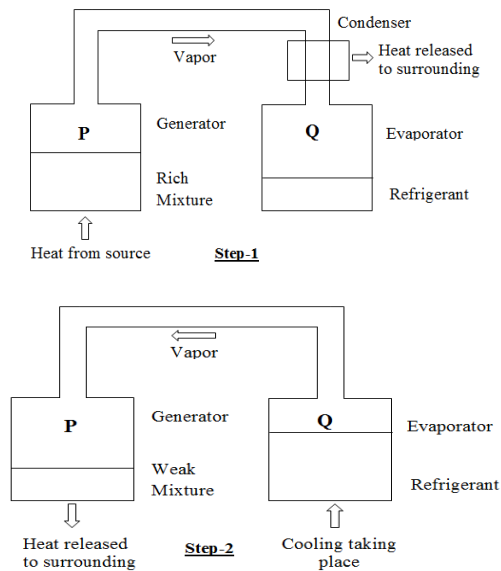 Condenser
Vapor
Heat released
to surrounding
P
Generator
Q
Evaporator
Rich
Mixture
Refrigerant
Heat from source
Step-1
Vapor
P
Generator
Q
Evaporator
Weak
Mixture
Refrigerant
Heat released
to surrounding
Step-2
Cooling taking
place